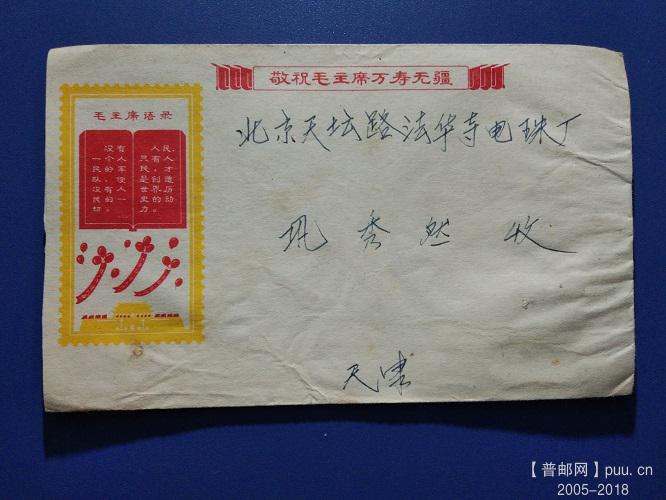 敬祝毛主席万寿无疆
毛主席语录
没有一个人民的军队，便没有人民的一切。
人民，只有人民，才是创造世界历史的动力。
北京天坛路法华寺电珠厂
巩秀然 收
天津
【普邮网】puu.cn
2005-2018